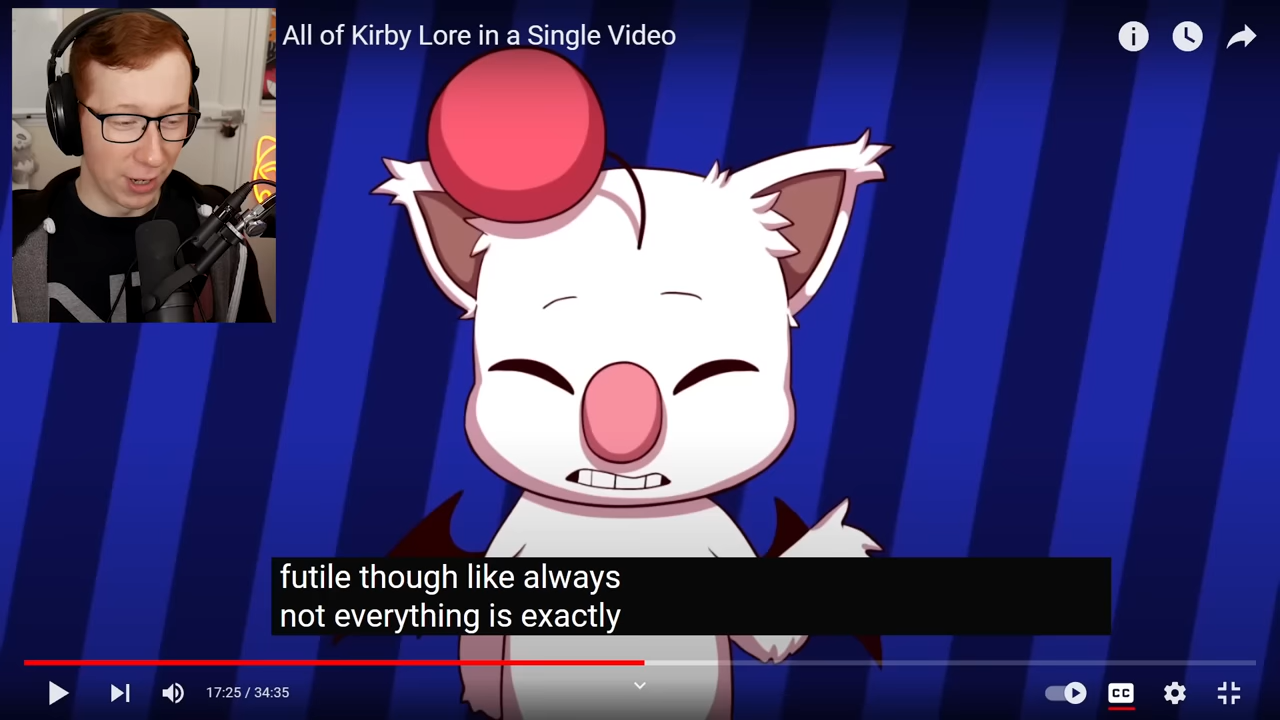 All of Kirby Lore in a Single Video
futile though like always
not everything is exactly
17:25 / 34:35
CC